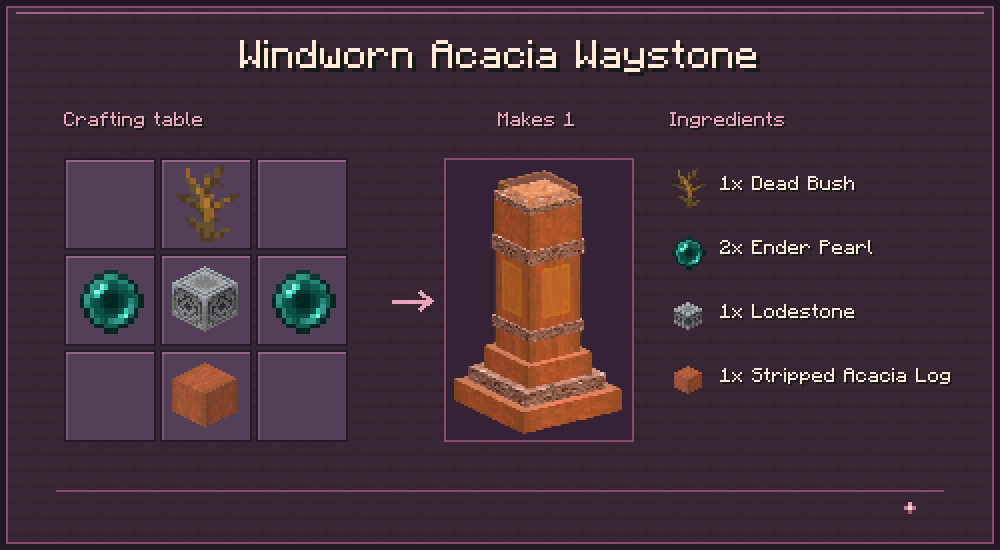 Windworn Acacia Waystone
Crafting table
Makes 1
Ingredients
1x Dead Bush
2x Ender Pearl
1x Lodestone
1x Stripped Acacia Log